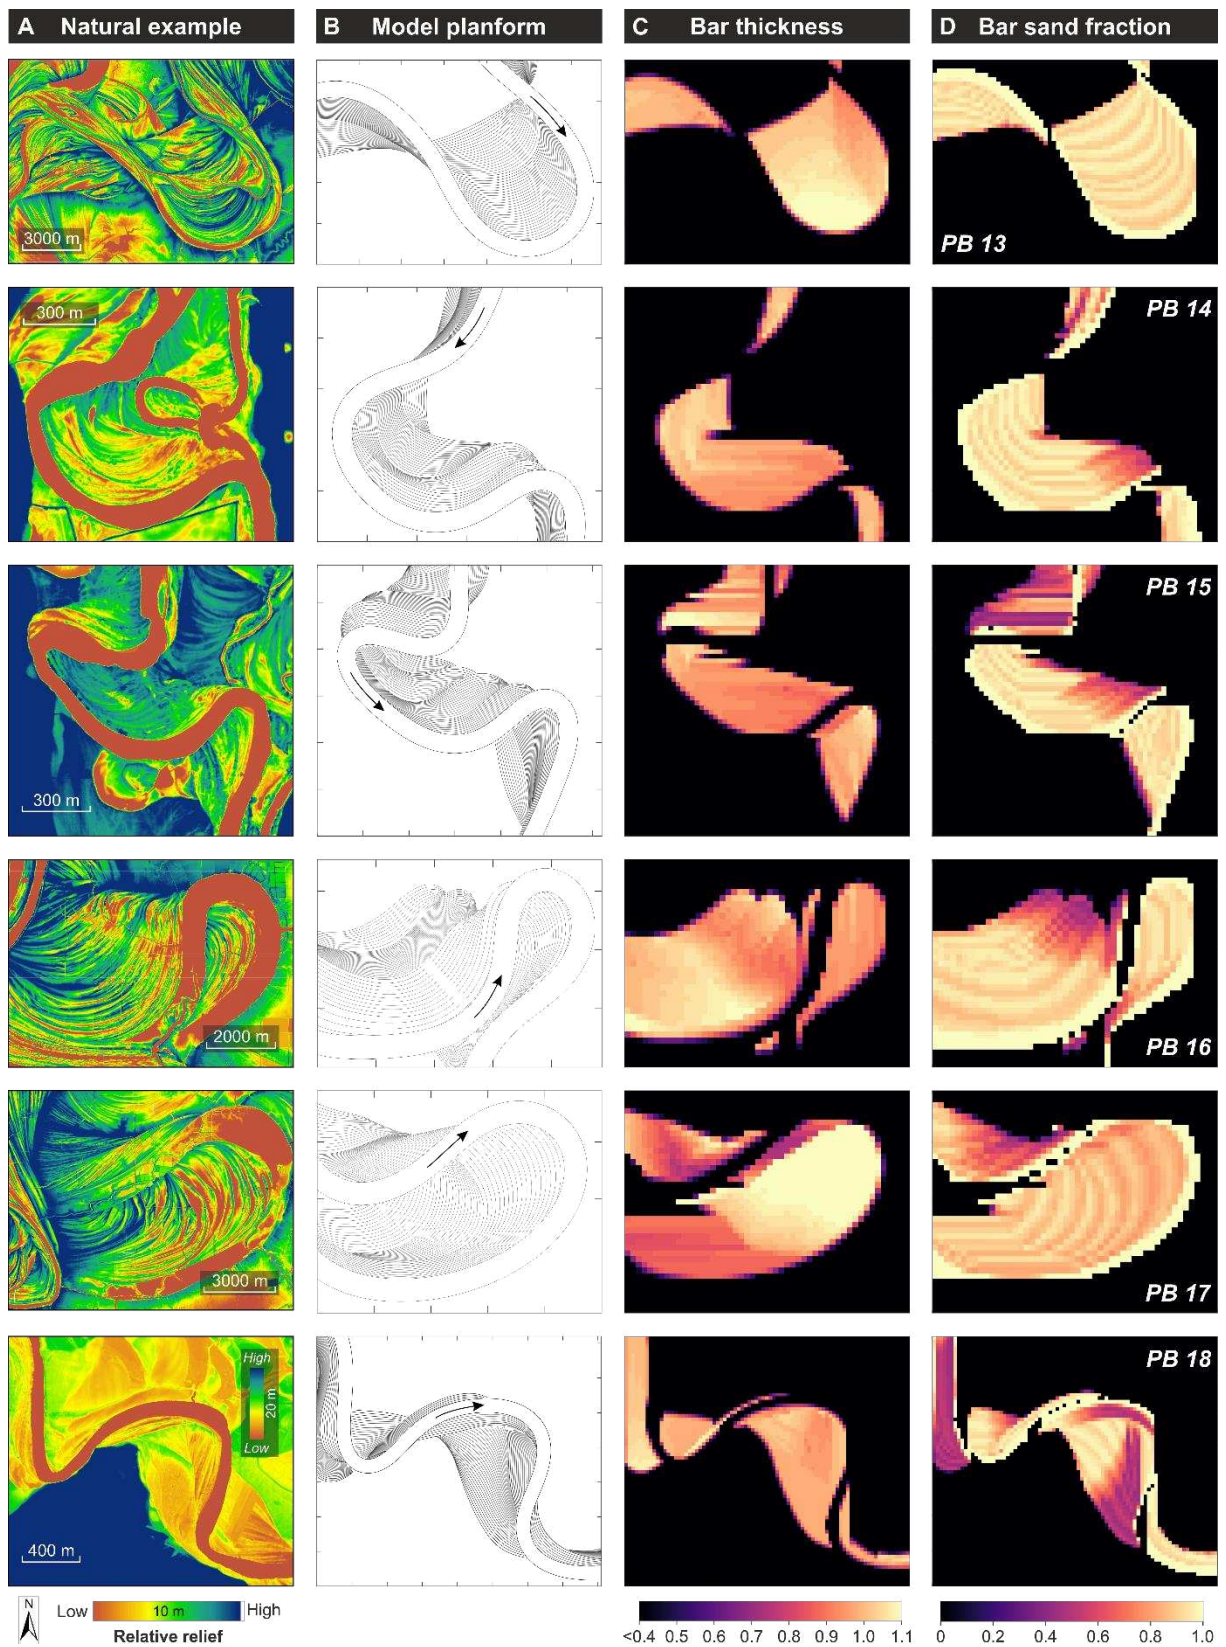 A Natural example
B Model planform
C Bar thickness
D Bar sand fraction
3000 m
PB 13
300 m
PB 14
300 m
PB 15
2000 m
PB 16
3000 m
PB 17
High
20 m
Low
400 m
PB 18
N
Low 10 m High
Relative relief
<0.4 0.5 0.6 0.7 0.8 0.9 1.0 1.1
0 0.2 0.4 0.6 0.8 1.0